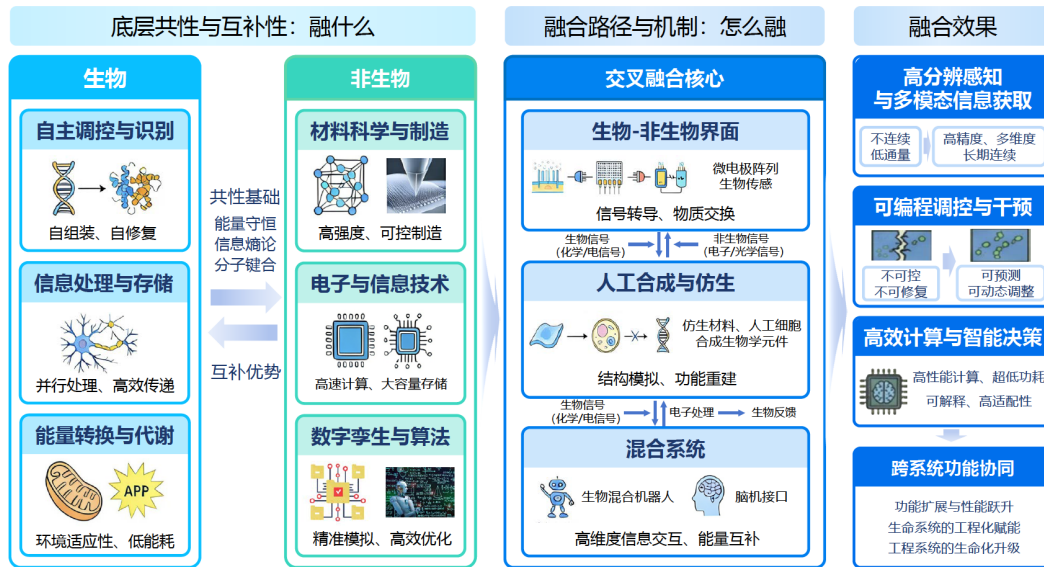 底层共性与互补性：融什么
融合路径与机制：怎么融
融合效果
生物
自主调控与识别
自组装、自修复
信息处理与存储
并行处理、高效传递
能量转换与代谢
APP
环境适应性、低能耗
共性基础
能量守恒
信息熵论
分子键合
互补优势
非生物
材料科学与制造
高强度、可控制造
电子与信息技术
高速计算、大容量存储
数字孪生与算法
精准模拟、高效优化
交叉融合核心
生物-非生物界面
微电极阵列
生物传感
信号转导、物质交换
生物信号
(化学/电信号)
非生物信号
(电子/光学信号)
人工合成与仿生
仿生材料、人工细胞
合成生物学元件
结构模拟、功能重建
生物信号
(化学/电信号)
电子处理
生物反馈
混合系统
生物混合机器人
脑机接口
高维度信息交互、能量互补
高分辨感知
与多模态信息获取
不连续
低通量
高精度、多维度
长期连续
可编程调控与干预
不可控
不可修复
可预测
可动态调整
高效计算与智能决策
高性能计算、超低功耗
可解释、高适配性
跨系统功能协同
功能扩展与性能跃升
生命系统的工程化赋能
工程系统的生命化升级